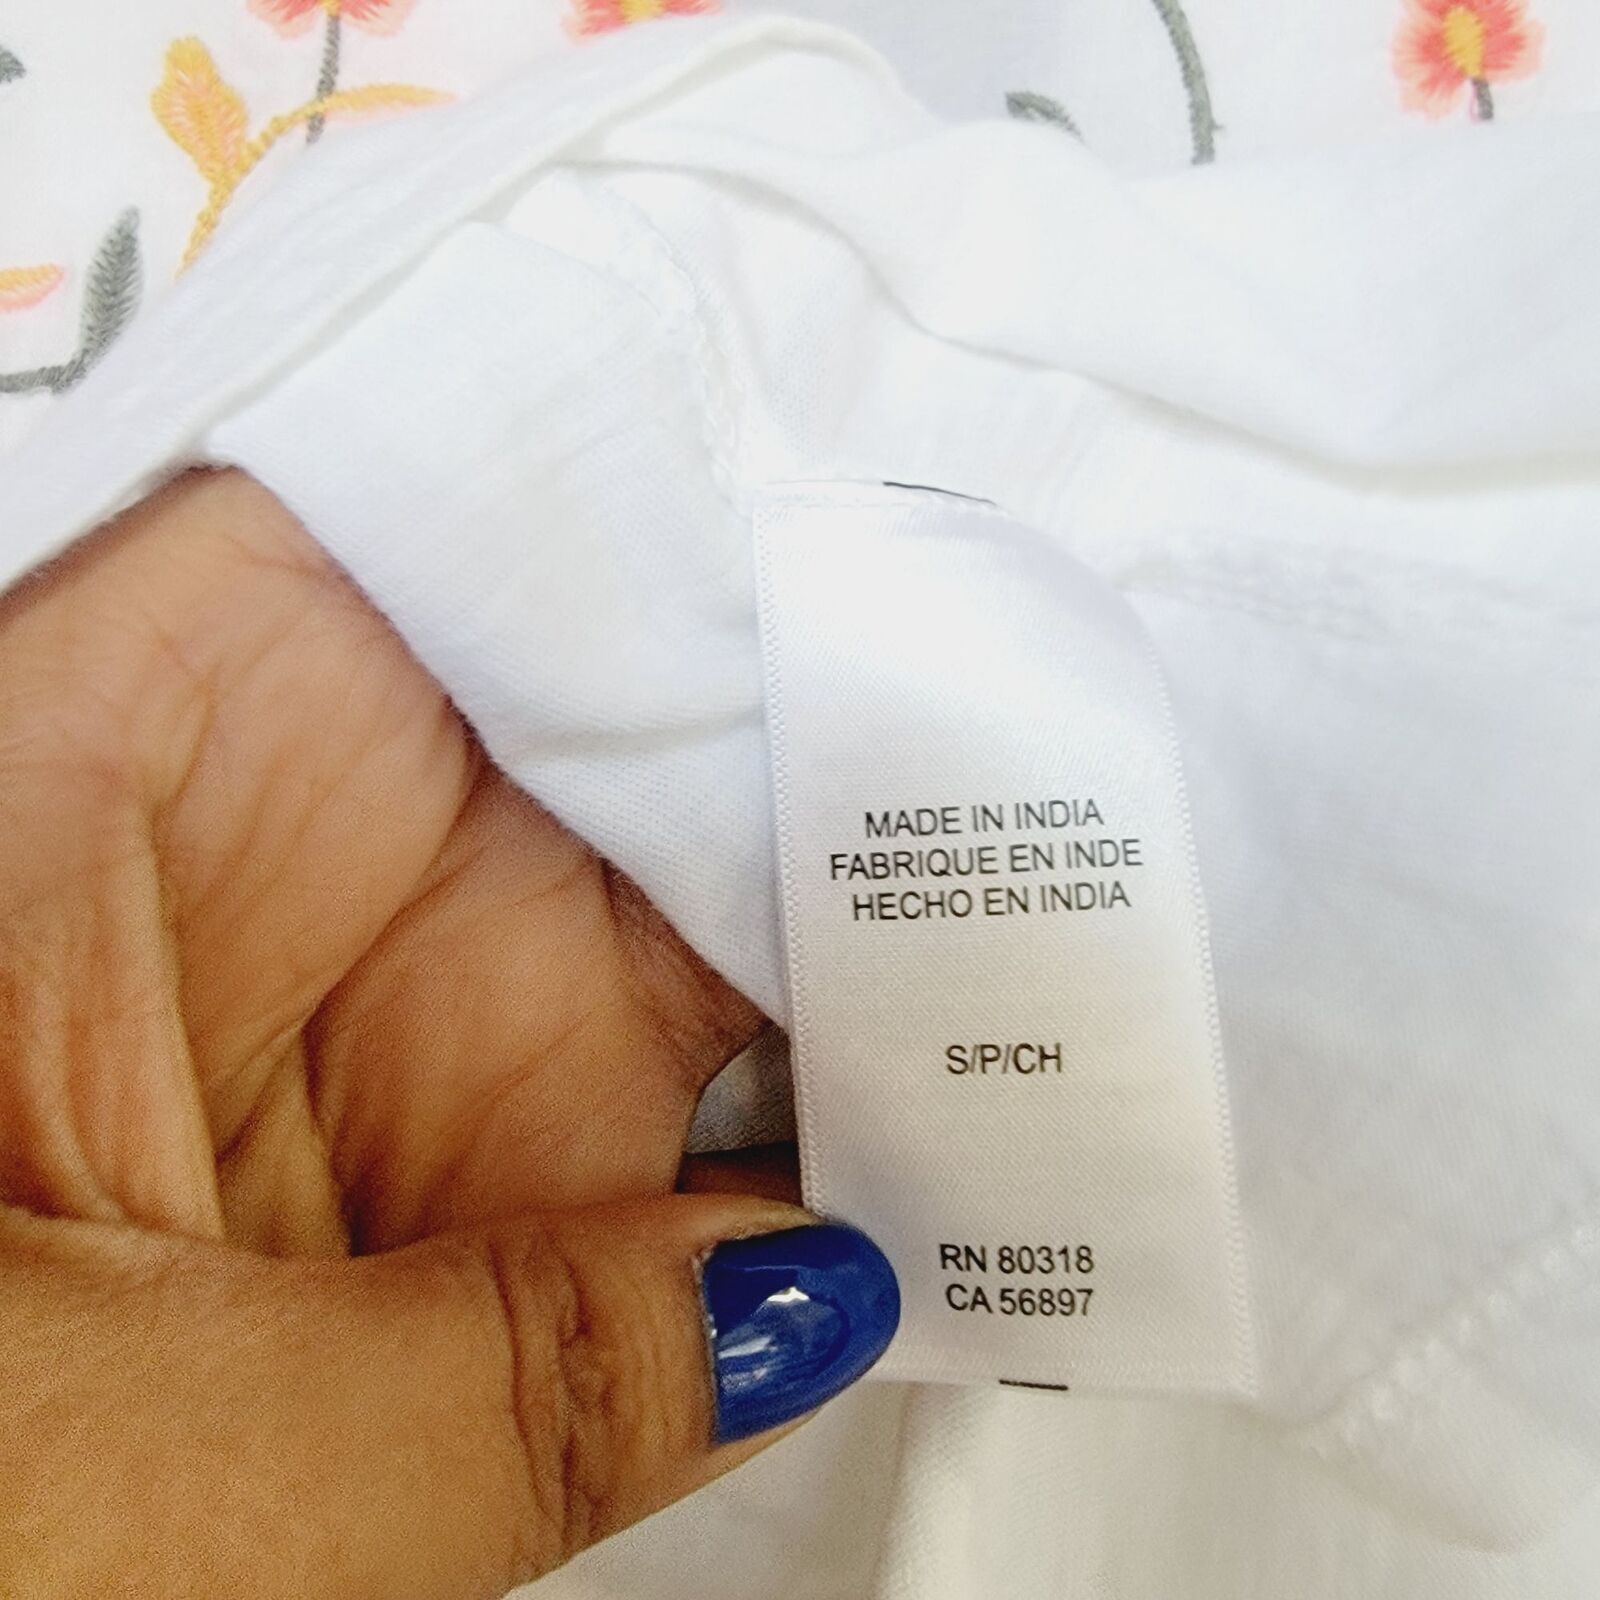 MADE IN INDIA
FABRIQUE EN INDE
HECHO EN INDIA
S/P/CH
RN 80318
CA 56897